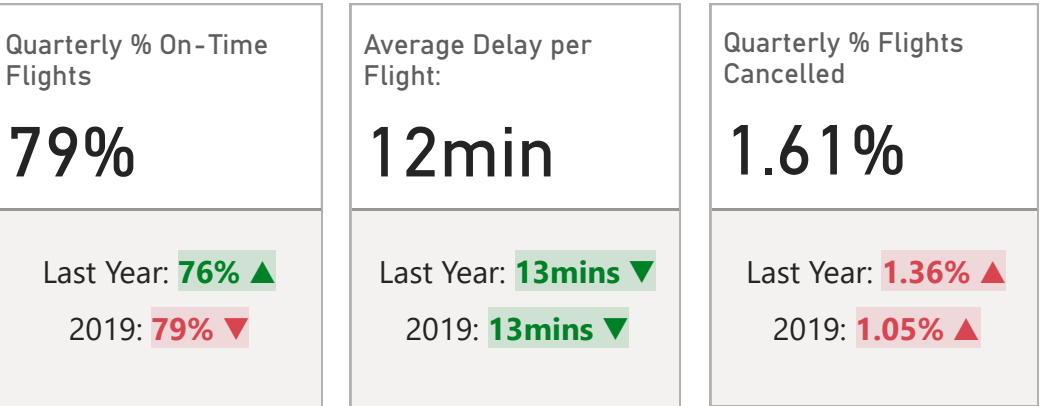 Quarterly % On-Time
Flights
79%
Last Year: 76% ▲
2019: 79% ▼
Average Delay per
Flight:
12min
Last Year: 13mins ▼
2019: 13mins ▼
Quarterly % Flights
Cancelled
1.61%
Last Year: 1.36% ▲
2019: 1.05% ▲